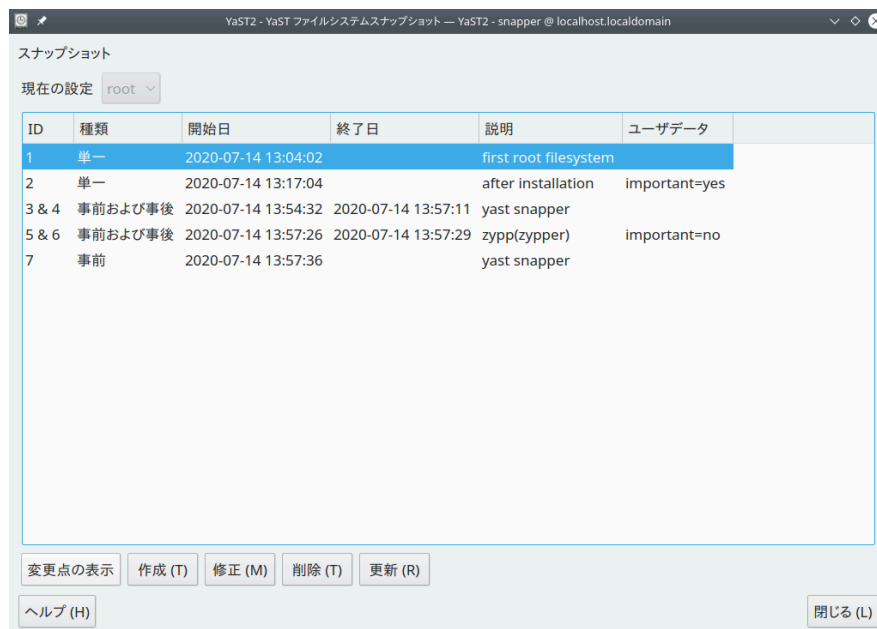 YaST2 - YaST ファイルシステムスナップショット — YaST2 - snapper @ localhost.localdomain
スナップショット
現在の設定 root
ID 種類 開始日 終了日 説明 ユーザデータ
1 単一 2020-07-14 13:04:02 first root filesystem
2 単一 2020-07-14 13:17:04 after installation important=yes
3 & 4 事前および事後 2020-07-14 13:54:32 2020-07-14 13:57:11 yast snapper
5 & 6 事前および事後 2020-07-14 13:57:26 2020-07-14 13:57:29 zypp(zypper) important=no
7 事前 2020-07-14 13:57:36 yast snapper
変更点の表示 作成 (T) 修正 (M) 削除 (T) 更新 (R)
ヘルプ (H) 閉じる (L)